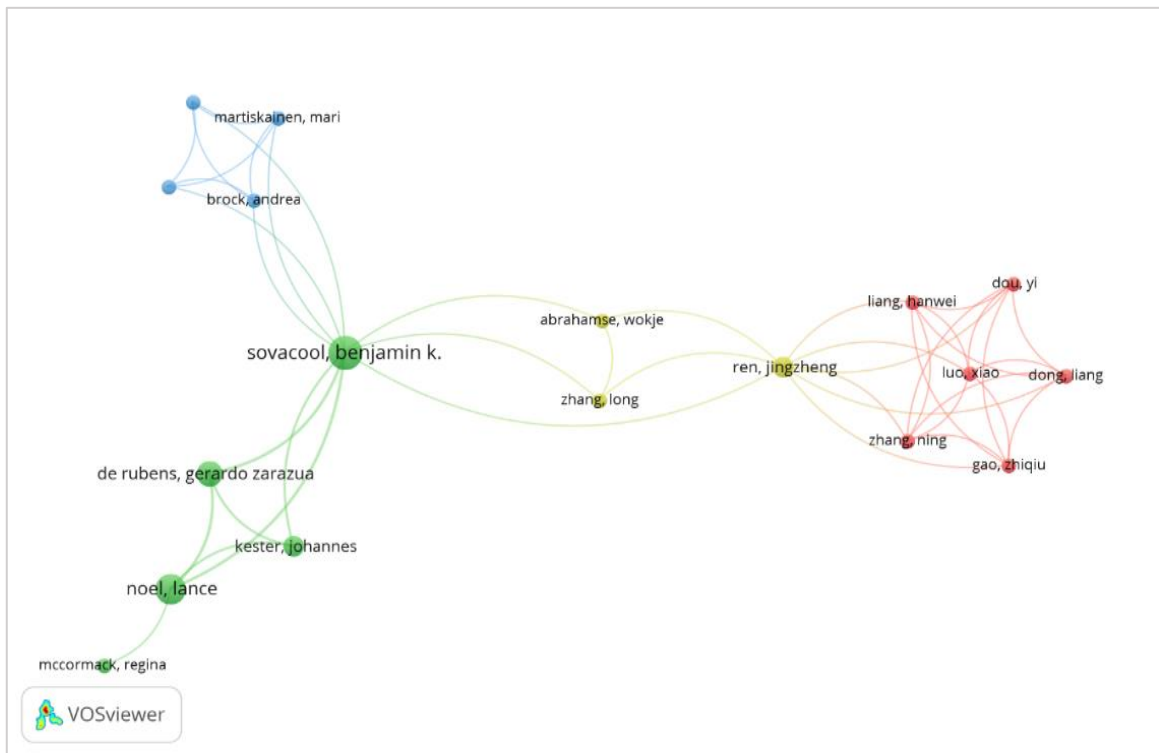 martiskainen, mari
brock, andrea
sovacool, benjamin k.
de rubens, gerardo zarazua
kester, johannes
noel, lance
mccormack, regina
abrahamse, wokje
zhang, long
ren, jingzheng
dou, yi
liang, hanwei
luo, xiao
dong, liang
zhang, ning
gao, zhiqiu
VOSviewer